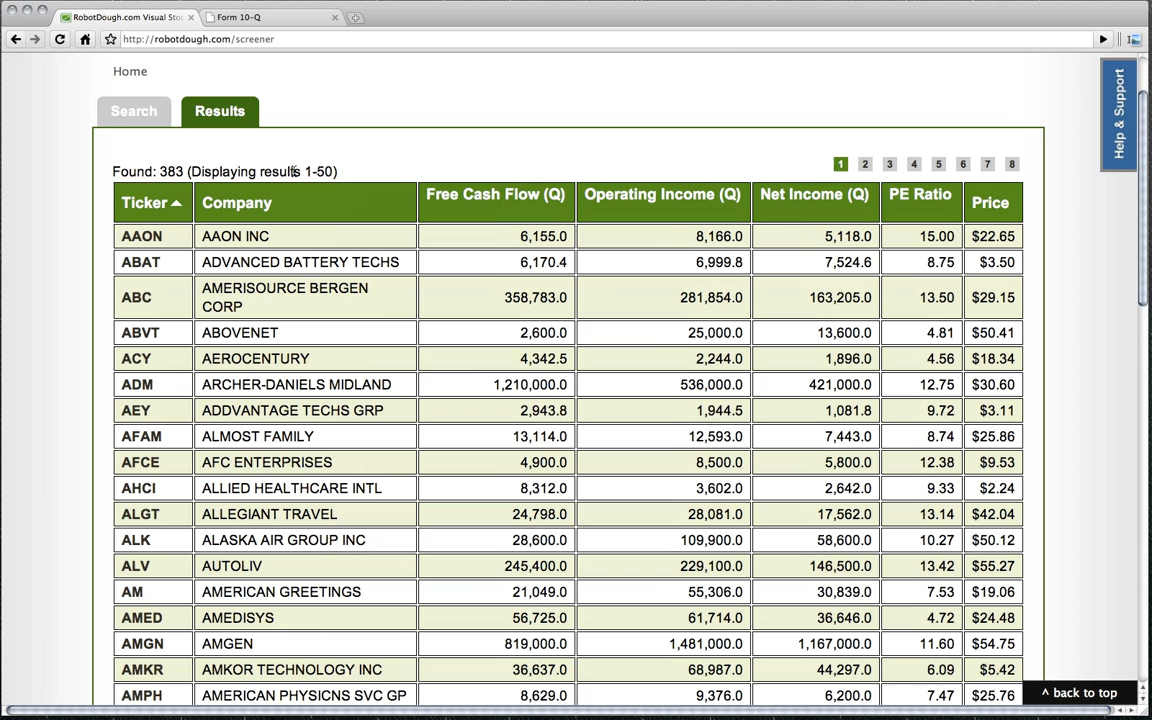 RobotDough.com Visual Stoc
Form 10-Q
http://robotdough.com/screener
Home
Help & Support
Search
Results
Found: 383 (Displaying results 1-50)
1 2 3 4 5 6 7 8
Ticker Company Free Cash Flow (Q) Operating Income (Q) Net Income (Q) PE Ratio Price
AAON AAON INC 6,155.0 8,166.0 5,118.0 15.00 $22.65
ABAT ADVANCED BATTERY TECHS 6,170.4 6,999.8 7,524.6 8.75 $3.50
ABC AMERISOURCE BERGEN CORP 358,783.0 281,854.0 163,205.0 13.50 $29.15
ABVT ABOVENET 2,600.0 25,000.0 13,600.0 4.81 $50.41
ACY AEROCENTURY 4,342.5 2,244.0 1,896.0 4.56 $18.34
ADM ARCHER-DANIELS MIDLAND 1,210,000.0 536,000.0 421,000.0 12.75 $30.60
AEY ADDVANTAGE TECHS GRP 2,943.8 1,944.5 1,081.8 9.72 $3.11
AFAM ALMOST FAMILY 13,114.0 12,593.0 7,443.0 8.74 $25.86
AFCE AFC ENTERPRISES 4,900.0 8,500.0 5,800.0 12.38 $9.53
AHCI ALLIED HEALTHCARE INTL 8,312.0 3,602.0 2,642.0 9.33 $2.24
ALGT ALLEGIANT TRAVEL 24,798.0 28,081.0 17,562.0 13.14 $42.04
ALK ALASKA AIR GROUP INC 28,600.0 109,900.0 58,600.0 10.27 $50.12
ALV AUTOLIV 245,400.0 229,100.0 146,500.0 13.42 $55.27
AM AMERICAN GREETINGS 21,049.0 55,306.0 30,839.0 7.53 $19.06
AMED AMEDISYS 56,725.0 61,714.0 36,646.0 4.72 $24.48
AMGN AMGEN 819,000.0 1,481,000.0 1,167,000.0 11.60 $54.75
AMKR AMKOR TECHNOLOGY INC 36,637.0 68,987.0 44,297.0 6.09 $5.42
AMPH AMERICAN PHYSICNS SVC GP 8,629.0 9,376.0 6,200.0 7.47 $25.76
^ back to top